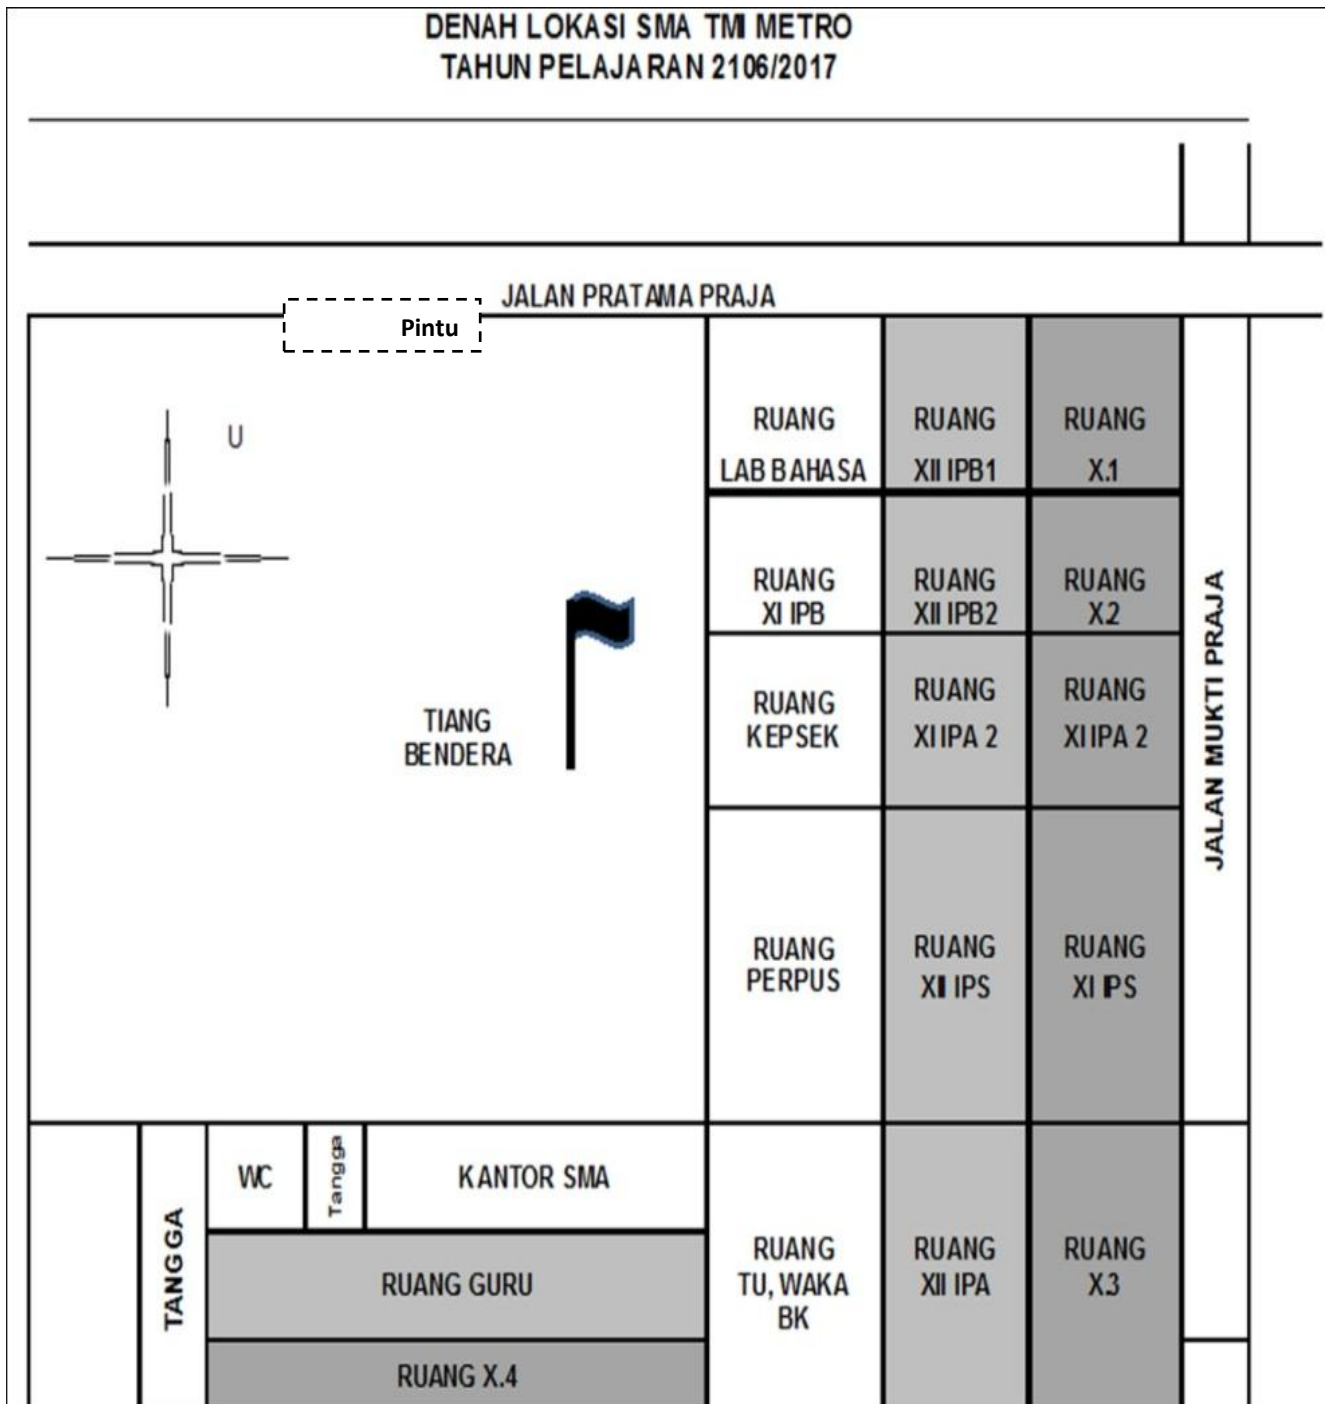 DENAH LOKASI SMA TMI METRO
TAHUN PELAJARAN 2106/2017
JALAN PRATAMA PRAJA
Pintu
U
RUANG
LAB BAHASA
RUANG
XII IPB1
RUANG
X.1
RUANG
XI IPB
RUANG
XII IPB2
RUANG
X.2
JALAN MUKTI PRAJA
TIANG
BENDERA
RUANG
KEPSEK
RUANG
XI IPA 2
RUANG
XI IPA 2
RUANG
PERPUS
RUANG
XII IPS
RUANG
XI IPS
TANGGA
WC
Tangga
KANTOR SMA
RUANG GURU
RUANG X.4
RUANG
TU, WAKA
BK
RUANG
XII IPA
RUANG
X.3